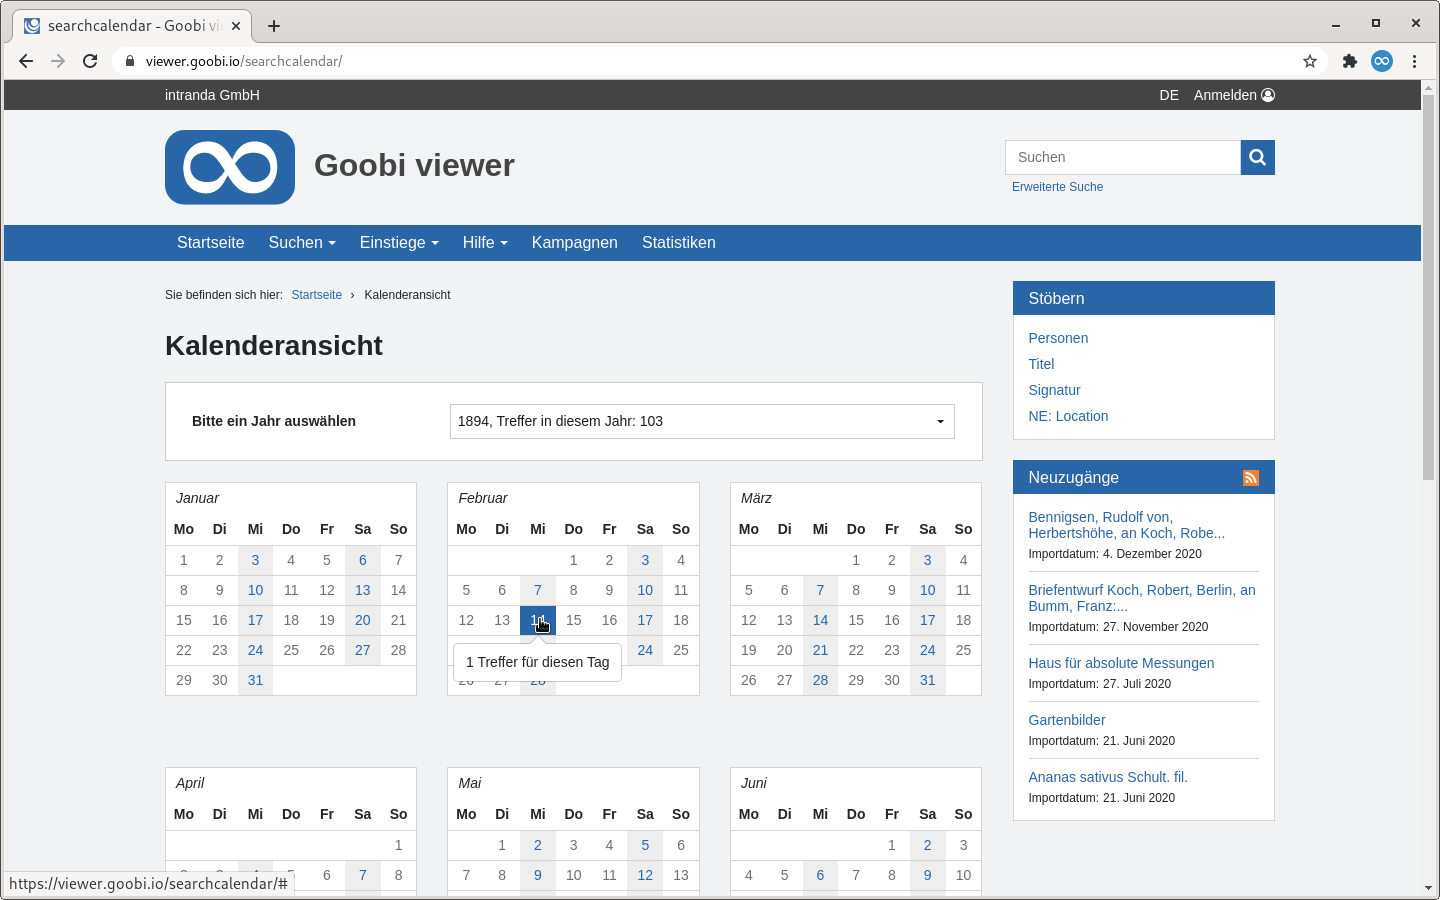 searchcalendar - Goobi vi
viewer.goobi.io/searchcalendar/
intranda GmbH
DE Anmelden
Goobi viewer
Suchen
Erweiterte Suche
Startseite Suchen Einstiege Hilfe Kampagnen Statistiken
Sie befinden sich hier: Startseite › Kalenderansicht
Kalenderansicht
Bitte ein Jahr auswählen
1894, Treffer in diesem Jahr: 103
Januar
Mo Di Mi Do Fr Sa So
1 2 3 4 5 6 7
8 9 10 11 12 13 14
15 16 17 18 19 20 21
22 23 24 25 26 27 28
29 30 31
Februar
Mo Di Mi Do Fr Sa So
1 2 3 4
5 6 7 8 9 10 11
12 13 14 15 16 17 18
24 25
1 Treffer für diesen Tag
26 27 28
März
Mo Di Mi Do Fr Sa So
1 2 3 4
5 6 7 8 9 10 11
12 13 14 15 16 17 18
19 20 21 22 23 24 25
26 27 28 29 30 31
April
Mo Di Mi Do Fr Sa So
1
6 7 8
Mai
Mo Di Mi Do Fr Sa So
1 2 3 4 5 6
7 8 9 10 11 12 13
Juni
Mo Di Mi Do Fr Sa So
1 2 3
4 5 6 7 8 9 10
Stöbern
Personen
Titel
Signatur
NE: Location
Neuzugänge
Bennigsen, Rudolf von,
Herbertshöhe, an Koch, Robe...
Importdatum: 4. Dezember 2020
Briefentwurf Koch, Robert, Berlin, an
Bumm, Franz:...
Importdatum: 27. November 2020
Haus für absolute Messungen
Importdatum: 27. Juli 2020
Gartenbilder
Importdatum: 21. Juni 2020
Ananas sativus Schult. fil.
Importdatum: 21. Juni 2020
https://viewer.goobi.io/searchcalendar/#